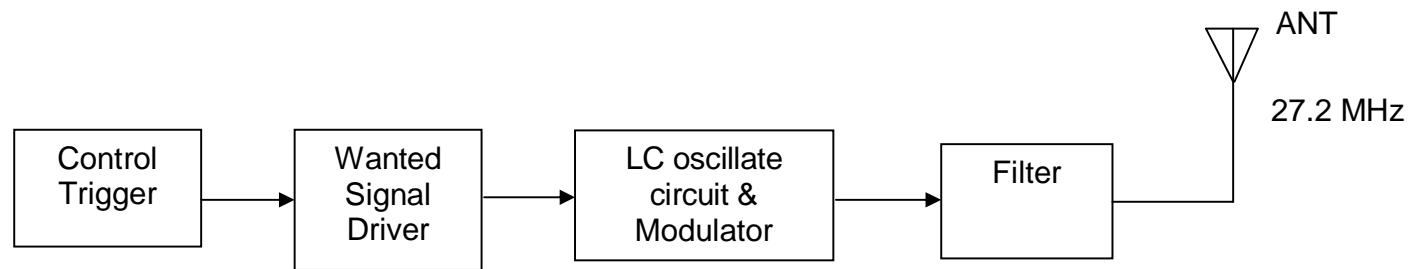 ANT
27.2 MHz
Control
Trigger
Wanted
Signal
Driver
LC oscillate
circuit &
Modulator
Filter